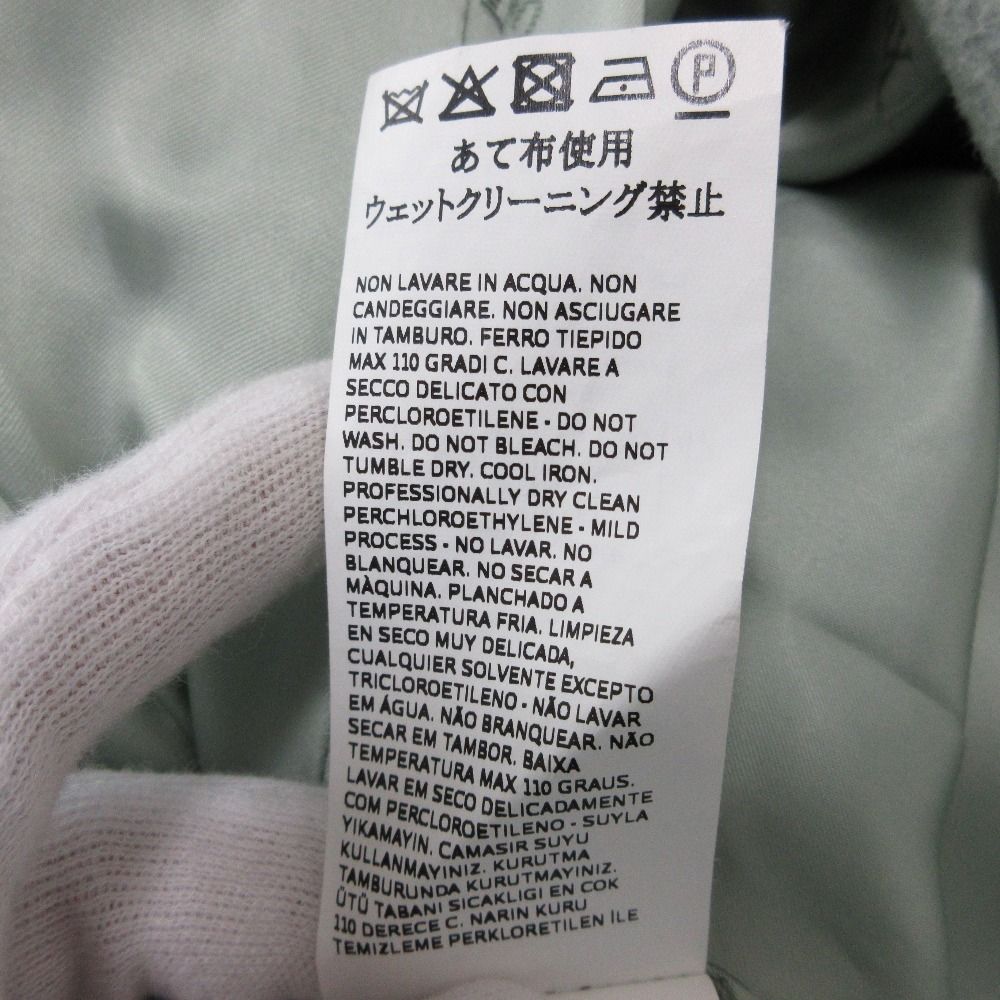 P
あて布使用
ウェットクリーニング禁止
NON LAVARE IN ACQUA. NON
CANDEGGIARE. NON ASCIUGARE
IN TAMBURO. FERRO TIEPIDO
MAX 110 GRADI C. LAVARE A
SECCO DELICATO CON
PERCLOROETILENE - DO NOT
WASH. DO NOT BLEACH. DO NOT
TUMBLE DRY. COOL IRON.
PROFESSIONALLY DRY CLEAN
PERCHLOROETHYLENE - MILD
PROCESS - NO LAVAR. NO
BLANQUEAR. NO SECAR A
MÀQUINA. PLANCHADO A
TEMPERATURA FRIA. LIMPIEZA
EN SECO MUY DELICADA,
CUALQUIER SOLVENTE EXCEPTO
TRICLOROETILENO - NÃO LAVAR
EM ÁGUA. NÃO BRANQUEAR. NÃO
SECAR EM TAMBOR. BAIXA
TEMPERATURA MAX 110 GRAUS.
LAVAR EM SECO DELICADAMENTE
COM PERCLOROETILENO - SUYLA
YIKAMAYIN. CAMASIR SUYU
KULLANMAYINIZ. KURUTMA
TAMBURUNDA KURUTMAYINIZ.
ÜTÜ TABANI SICAKLIGI EN COK
110 DERECE C. NARIN KURU
TEMIZLEME PERKLORETILEN İLE